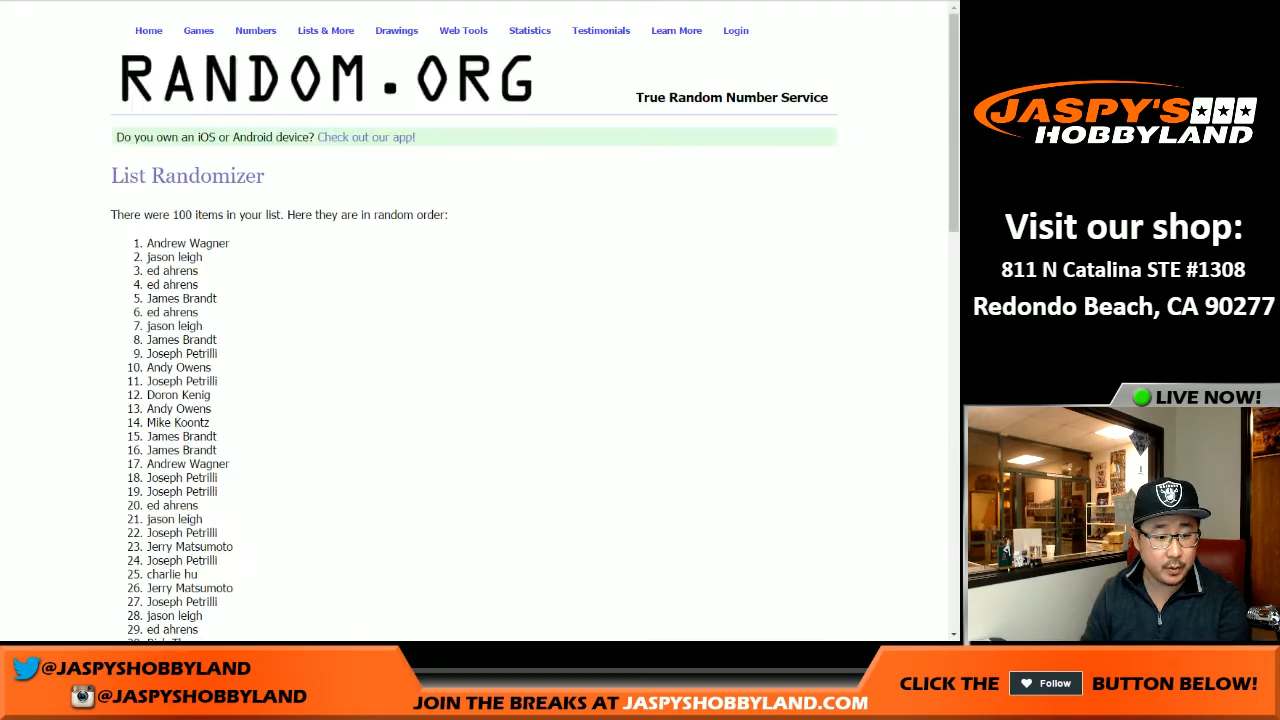 Home Games Numbers Lists & More Drawings Web Tools Statistics Testimonials Learn More Login
RANDOM.ORG
True Random Number Service
Do you own an iOS or Android device? Check out our app!
List Randomizer
There were 100 items in your list. Here they are in random order:
1. Andrew Wagner
2. jason leigh
3. ed ahrens
4. ed ahrens
5. James Brandt
6. ed ahrens
7. jason leigh
8. James Brandt
9. Joseph Petrilli
10. Andy Owens
11. Joseph Petrilli
12. Doron Kenig
13. Andy Owens
14. Mike Koontz
15. James Brandt
16. James Brandt
17. Andrew Wagner
18. Joseph Petrilli
19. Joseph Petrilli
20. ed ahrens
21. jason leigh
22. Joseph Petrilli
23. Jerry Matsumoto
24. Joseph Petrilli
25. charlie hu
26. Jerry Matsumoto
27. Joseph Petrilli
28. jason leigh
29. ed ahrens
JASPY'S
HOBBYLAND
Visit our shop:
811 N Catalina STE #1308
Redondo Beach, CA 90277
LIVE NOW!
@JASPYSHOBBYLAND
@JASPYSHOBBYLAND
JOIN THE BREAKS AT JASPYSHOBBYLAND.COM
CLICK THE Follow BUTTON BELOW!